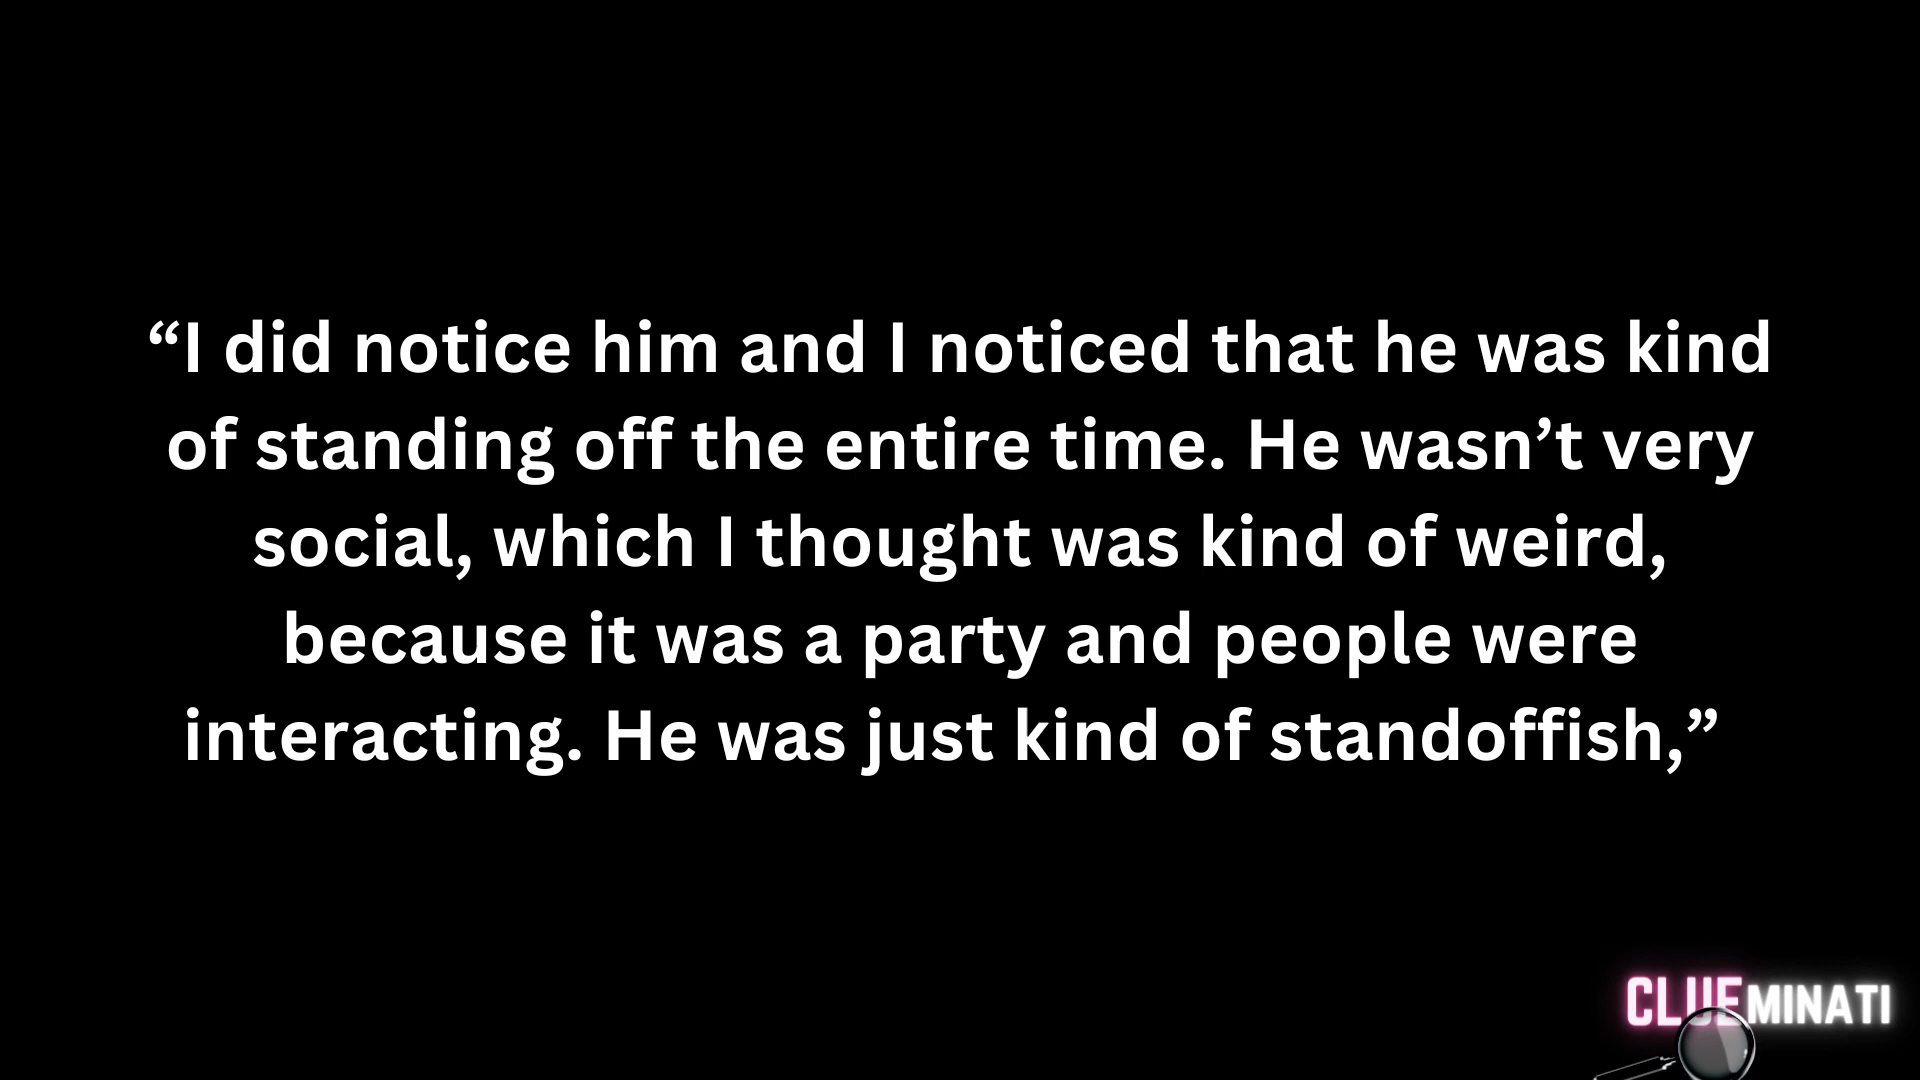 “I did notice him and I noticed that he was kind
of standing off the entire time. He wasn’t very
social, which I thought was kind of weird,
because it was a party and people were
interacting. He was just kind of standoffish,”
CLUEMINATI